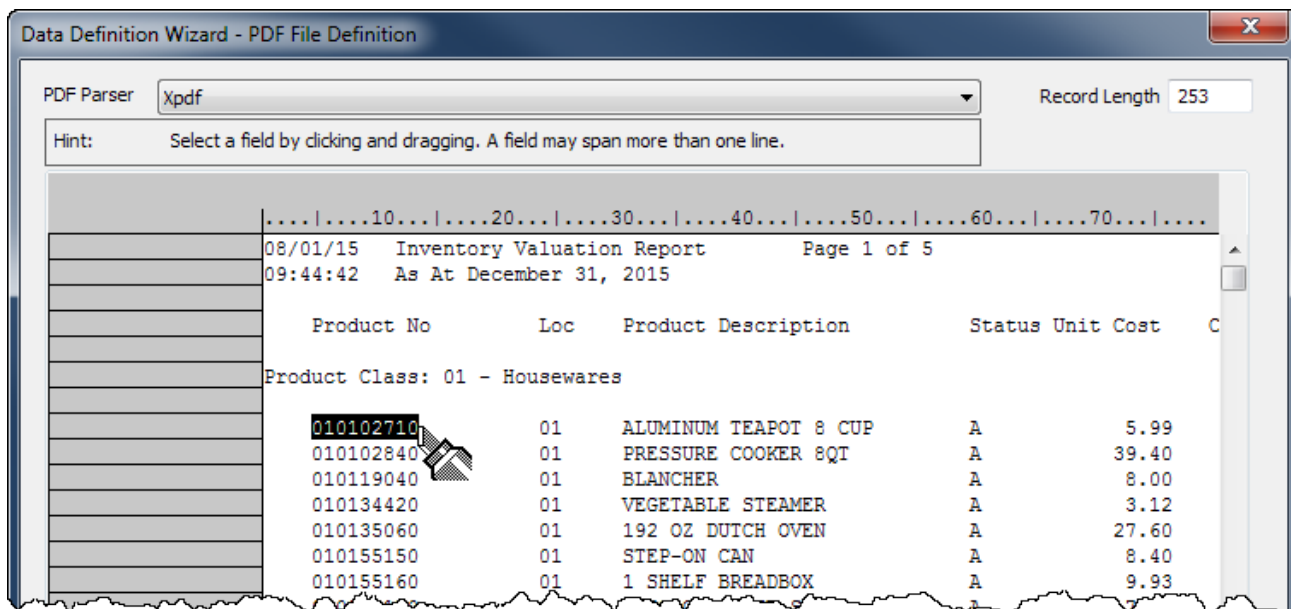 Data Definition Wizard - PDF File Definition
PDF Parser Xpdf Record Length 253
Hint: Select a field by clicking and dragging. A field may span more than one line.
|....|....10...|....20...|....30...|....40...|....50...|....60...|....70...|....
08/01/15 Inventory Valuation Report Page 1 of 5
09:44:42 As At December 31, 2015
Product No Loc Product Description Status Unit Cost C
Product Class: 01 - Housewares
010102710 01 ALUMINUM TEAPOT 8 CUP A 5.99
010102840 01 PRESSURE COOKER 8QT A 39.40
010119040 01 BLANCHER A 8.00
010134420 01 VEGETABLE STEAMER A 3.12
010135060 01 192 OZ DUTCH OVEN A 27.60
010155150 01 STEP-ON CAN A 8.40
010155160 01 1 SHELF BREADBOX A 9.93